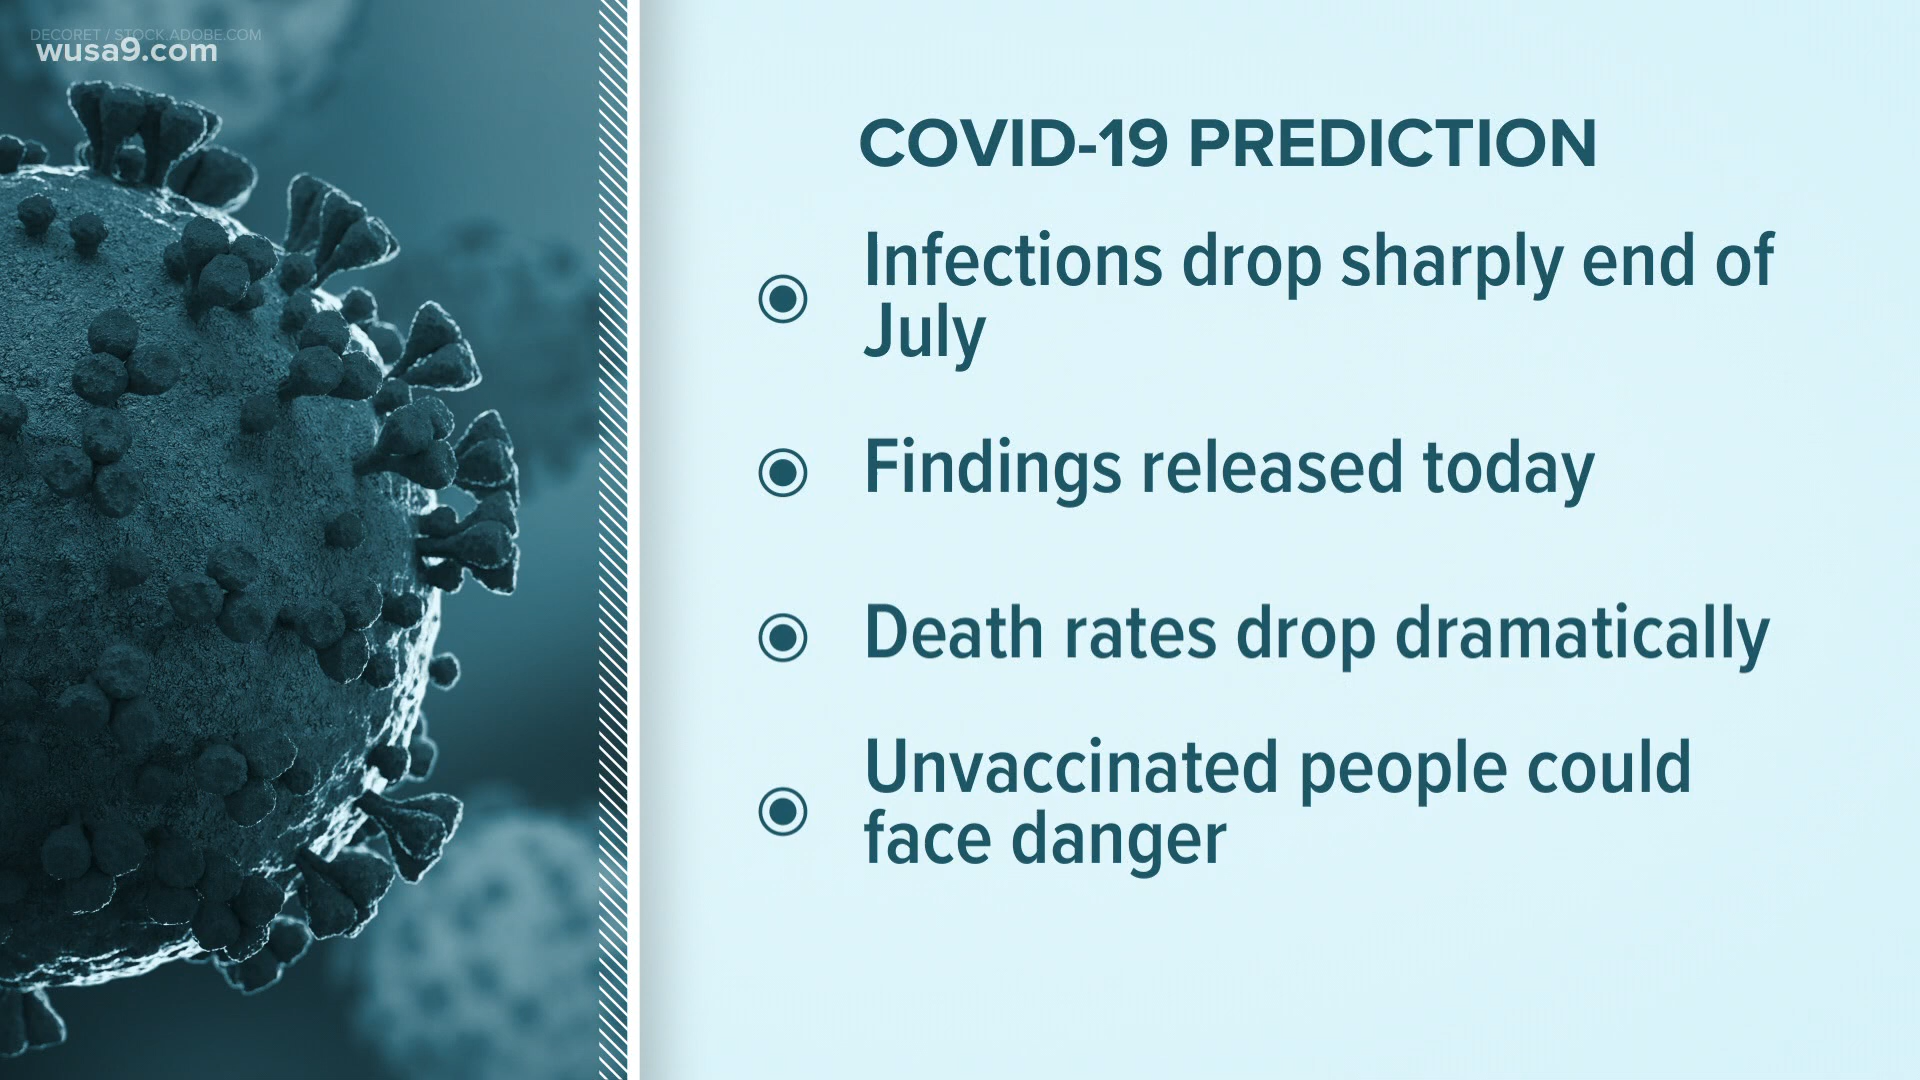 DECORET / STOCK.ADOBE.COM
wusa9.com
COVID-19 PREDICTION
Infections drop sharply end of
July
Findings released today
Death rates drop dramatically
Unvaccinated people could
face danger